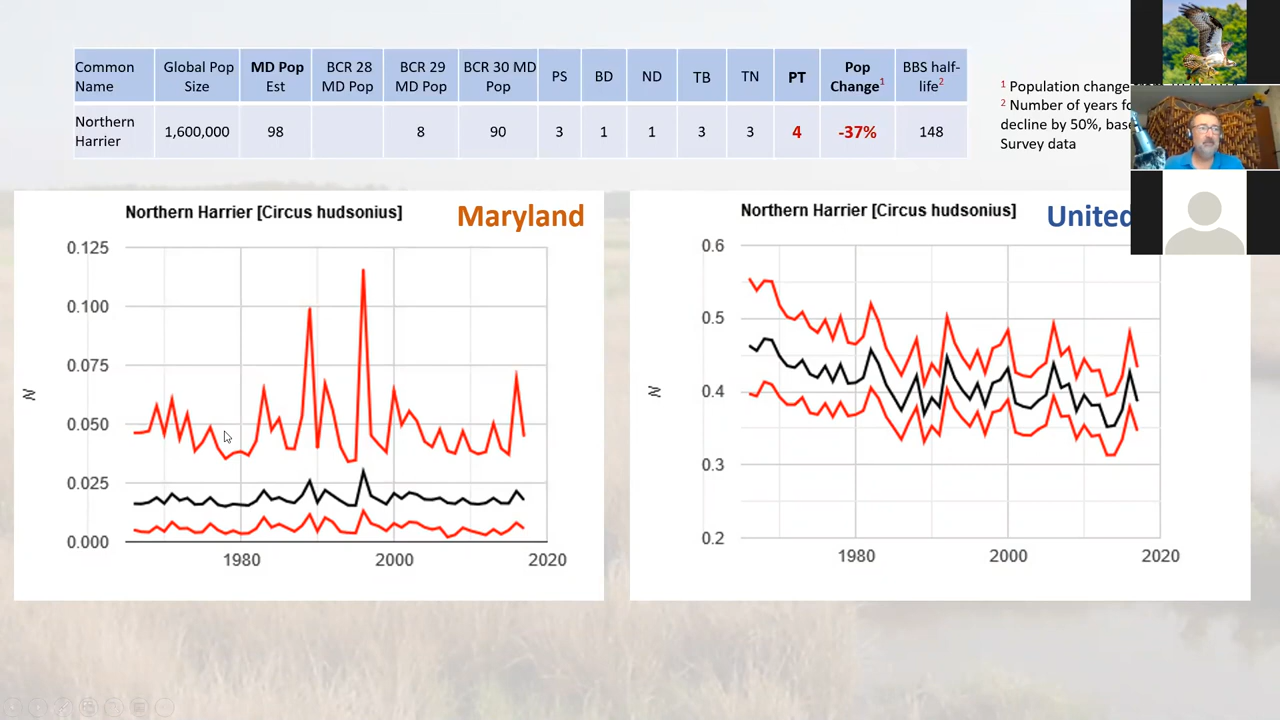 Common Name Global Pop Size MD Pop Est BCR 28 MD Pop BCR 29 MD Pop BCR 30 MD Pop PS BD ND TB TN PT Pop Change1 BBS half-life2
Northern Harrier 1,600,000 98 8 90 3 1 1 3 3 4 -37% 148
1 Population change
2 Number of years
decline by 50%,
Survey data
Northern Harrier [Circus hudsonius]
Maryland
0.125
0.100
0.075
0.050
0.025
0.000
N
1980 2000 2020
Northern Harrier [Circus hudsonius]
United
0.6
0.5
0.4
0.3
0.2
N
1980 2000 2020